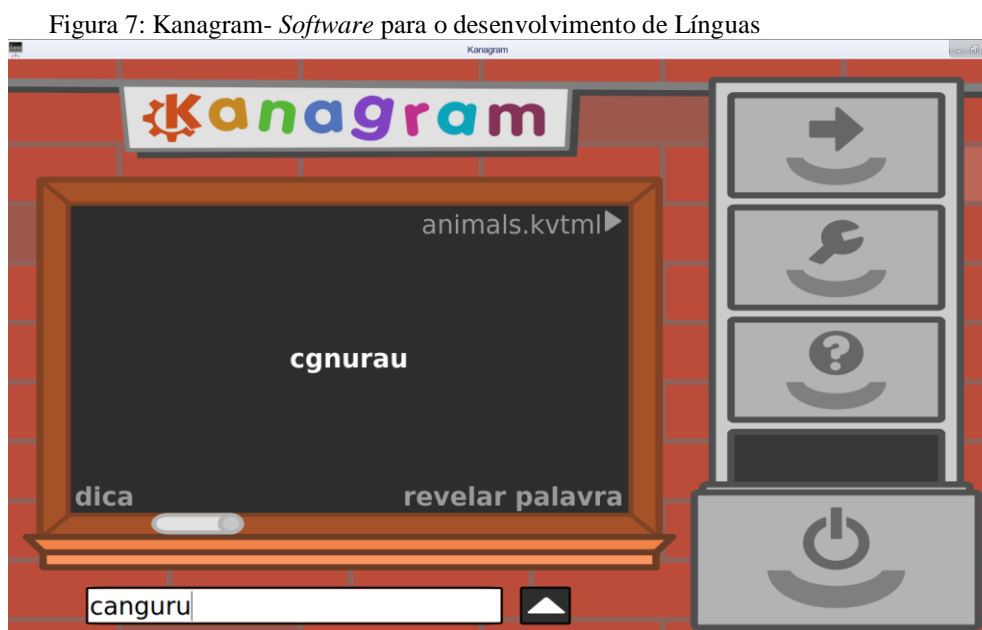 Figura 7: Kanagram- Software para o desenvolvimento de Línguas
Kanagram
Kanagram
animals.kvtml
cgnurau
dica
revelar palavra
canguru